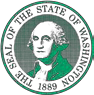 THE SEAL OF THE STATE OF WASHINGTON
1889